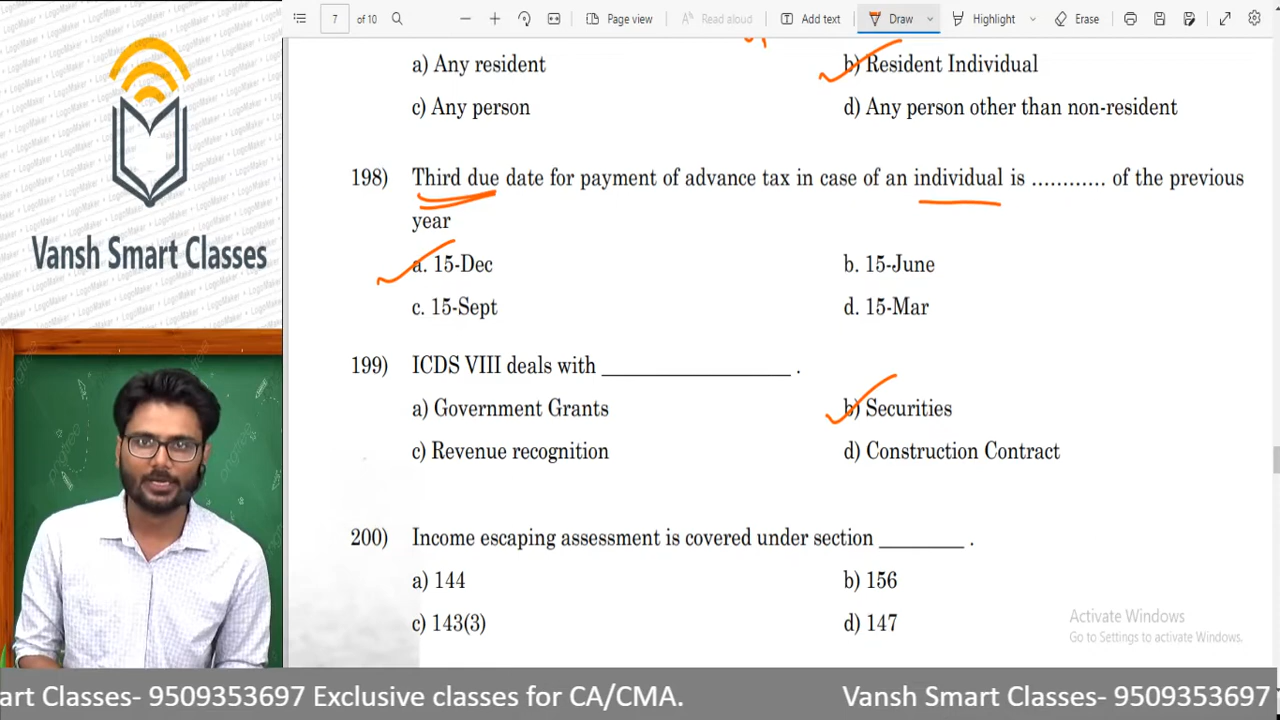 7 of 10 Page view Read aloud Add text Draw Highlight Erase
a) Any resident b) Resident Individual
c) Any person d) Any person other than non-resident
198) Third due date for payment of advance tax in case of an individual is ............ of the previous
year
a. 15-Dec b. 15-June
c. 15-Sept d. 15-Mar
199) ICDS VIII deals with __________________ .
a) Government Grants b) Securities
c) Revenue recognition d) Construction Contract
200) Income escaping assessment is covered under section ________ .
a) 144 b) 156
c) 143(3) d) 147
Vansh Smart Classes
Activate Windows
Go to Settings to activate Windows.
art Classes- 9509353697 Exclusive classes for CA/CMA. Vansh Smart Classes- 9509353697